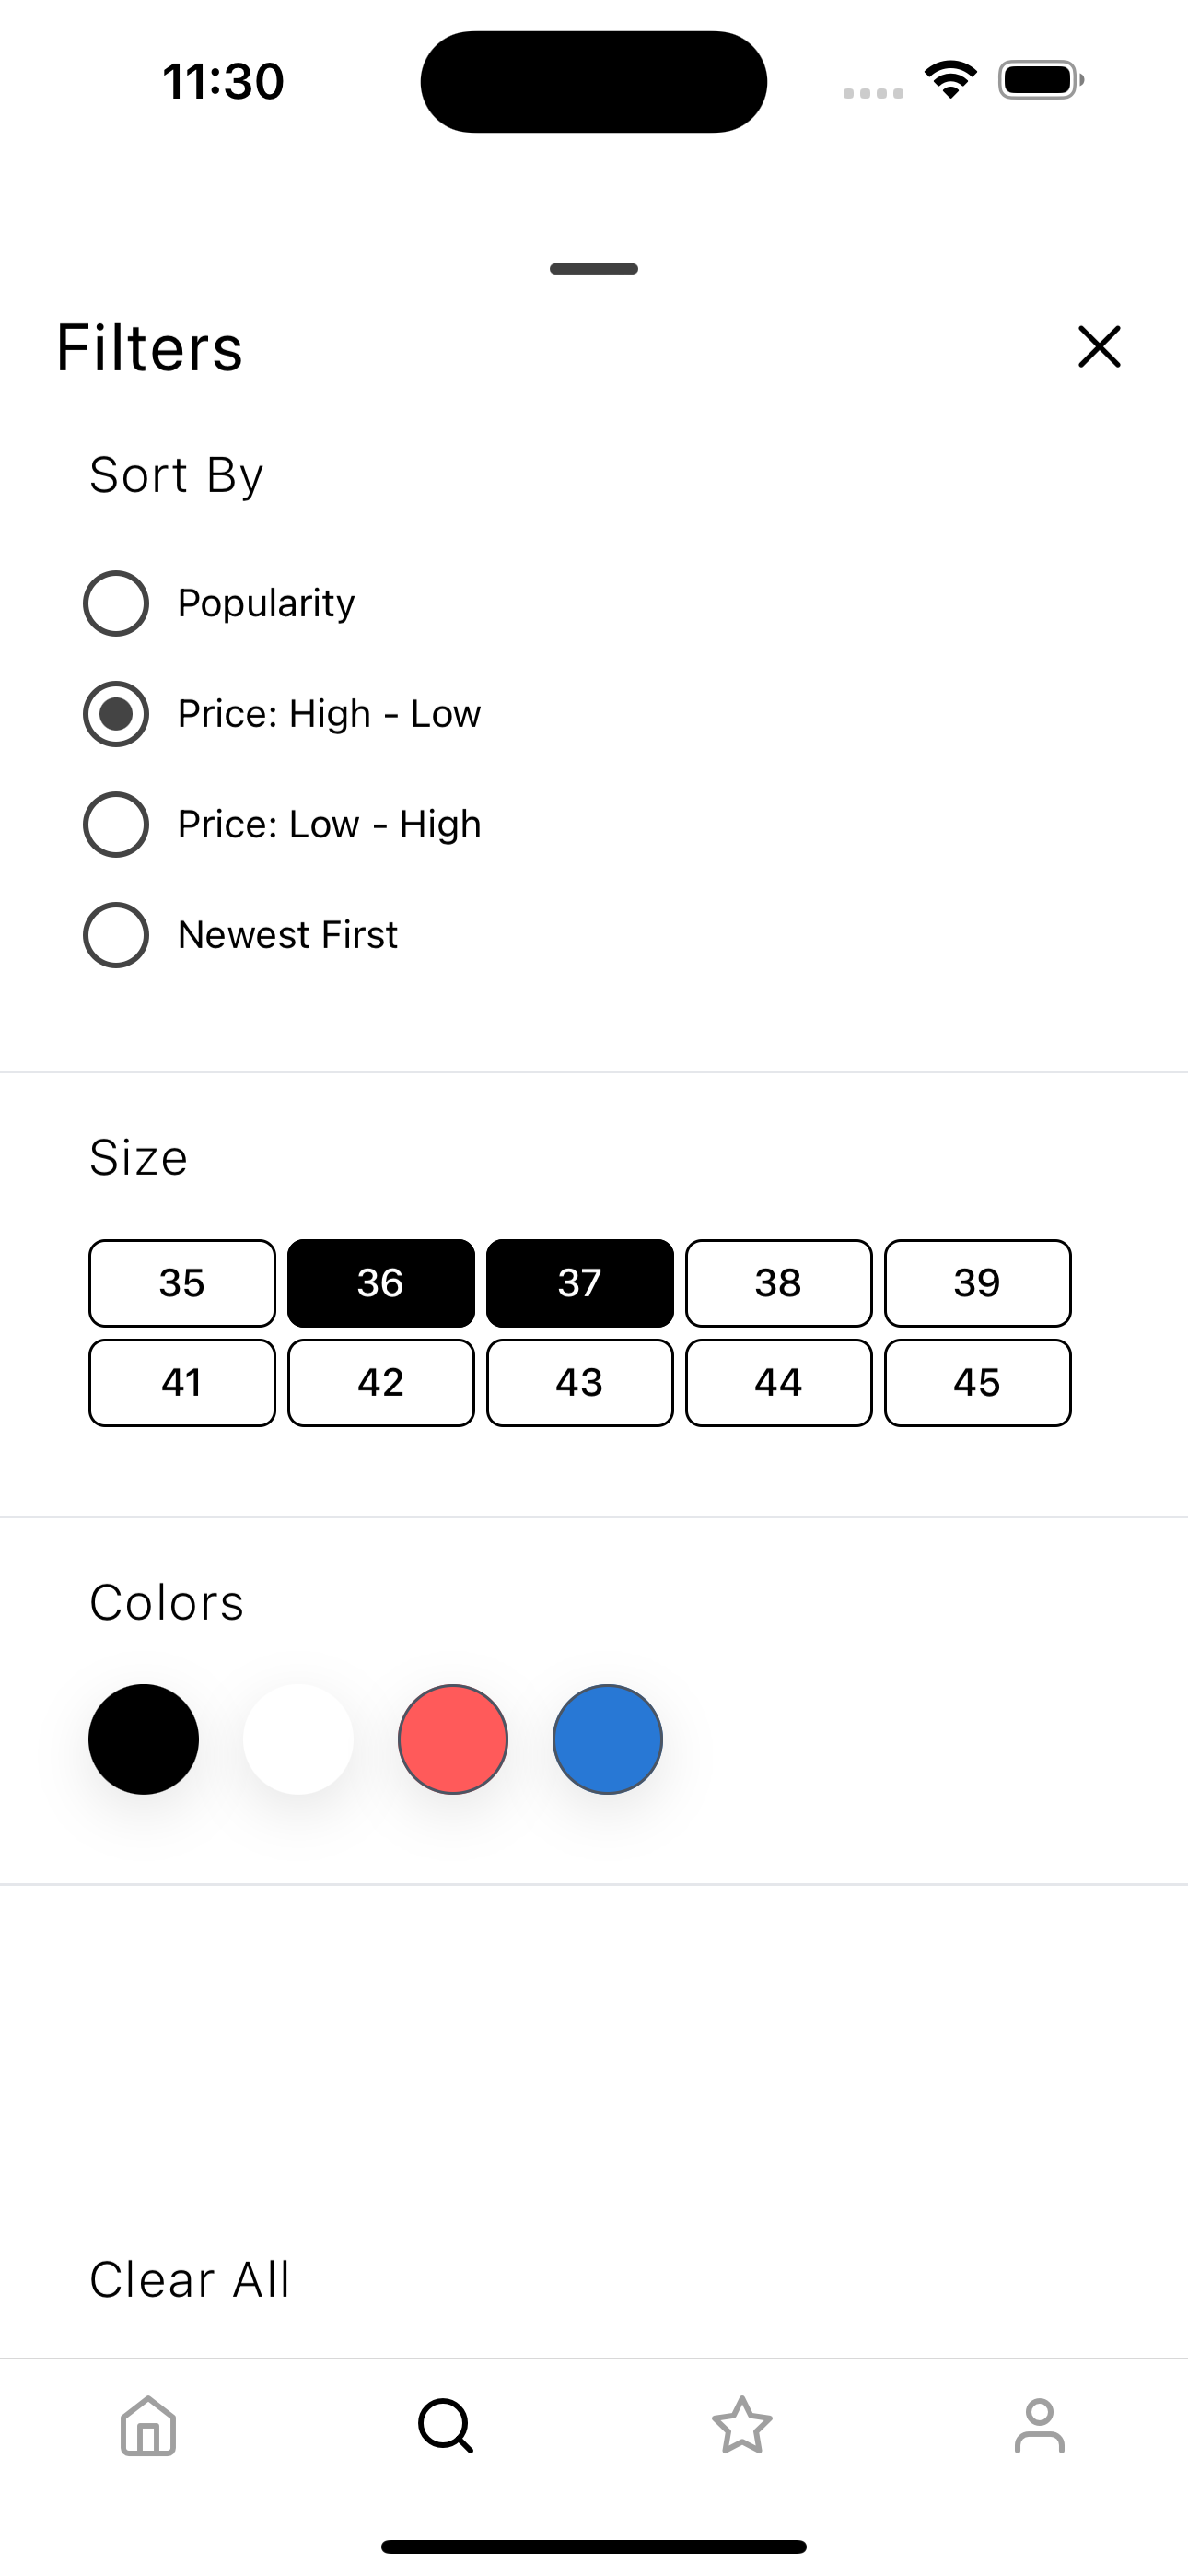 11:30
Filters
Sort By
Popularity
Price: High - Low
Price: Low - High
Newest First
Size
35 36 37 38 39
41 42 43 44 45
Colors
Clear All